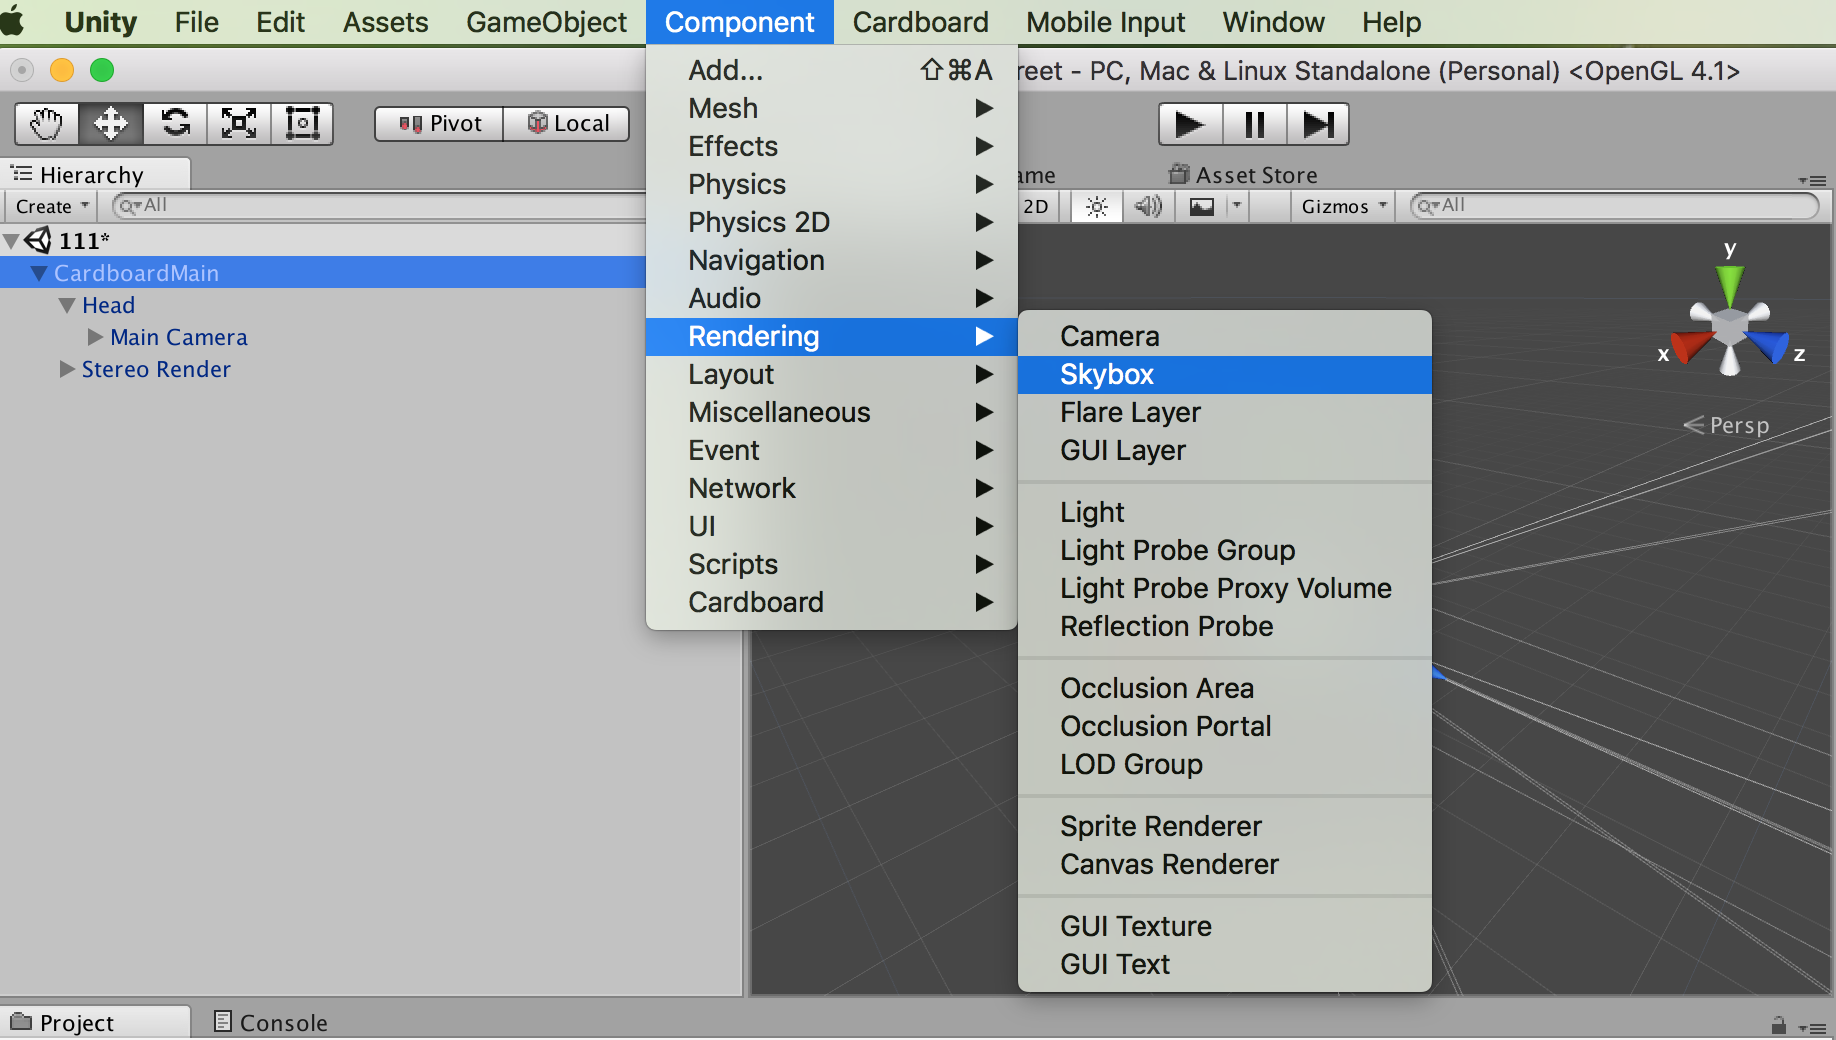 Unity File Edit Assets GameObject Component Cardboard Mobile Input Window Help
reet - PC, Mac & Linux Standalone (Personal) <OpenGL 4.1>
Pivot Local
Hierarchy
Create All
111*
CardboardMain
Head
Main Camera
Stereo Render
Add... ⇧⌘A
Mesh
Effects
Physics
Physics 2D
Navigation
Audio
Rendering
Layout
Miscellaneous
Event
Network
UI
Scripts
Cardboard
ame Asset Store
2D Gizmos All
y
x z
Persp
Camera
Skybox
Flare Layer
GUI Layer
Light
Light Probe Group
Light Probe Proxy Volume
Reflection Probe
Occlusion Area
Occlusion Portal
LOD Group
Sprite Renderer
Canvas Renderer
GUI Texture
GUI Text
Project Console